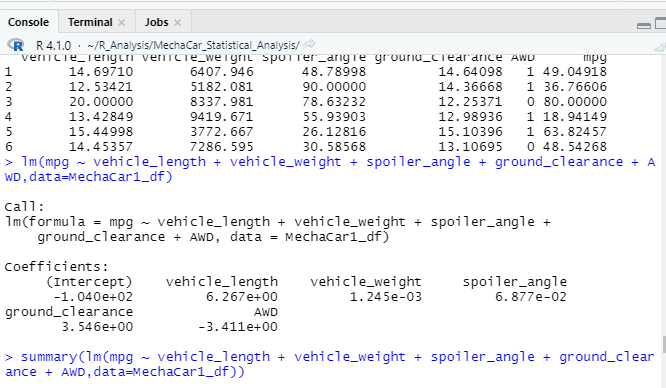 Console Terminal × Jobs ×
R 4.1.0 · ~/R_Analysis/MechaCar_Statistical_Analysis/
vehicle_length vehicle_weight spoiler_angle ground_clearance AWD mpg
1 14.69710 6407.946 48.78998 14.64098 1 49.04918
2 12.53421 5182.081 90.00000 14.36668 1 36.76606
3 20.00000 8337.981 78.63232 12.25371 0 80.00000
4 13.42849 9419.671 55.93903 12.98936 1 18.94149
5 15.44998 3772.667 26.12816 15.10396 1 63.82457
6 14.45357 7286.595 30.58568 13.10695 0 48.54268
> lm(mpg ~ vehicle_length + vehicle_weight + spoiler_angle + ground_clearance + A
WD,data=MechaCar1_df)
Call:
lm(formula = mpg ~ vehicle_length + vehicle_weight + spoiler_angle +
ground_clearance + AWD, data = MechaCar1_df)
Coefficients:
(Intercept) vehicle_length vehicle_weight spoiler_angle
-1.040e+02 6.267e+00 1.245e-03 6.877e-02
ground_clearance AWD
3.546e+00 -3.411e+00
> summary(lm(mpg ~ vehicle_length + vehicle_weight + spoiler_angle + ground_clear
ance + AWD,data=MechaCar1_df))